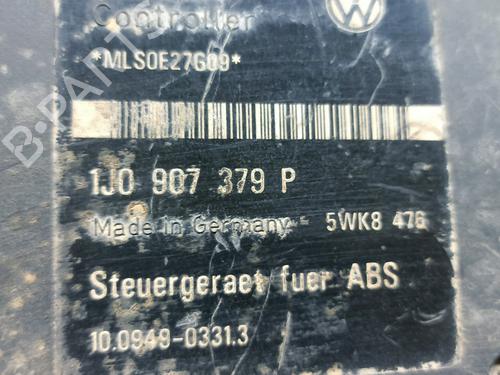 Controller
*MLS0E27G09*
1J0 907 379 P
Made in Germany 5WK8 476
Steuergeraet fuer ABS
10.0949-0331.3
B-PARTS